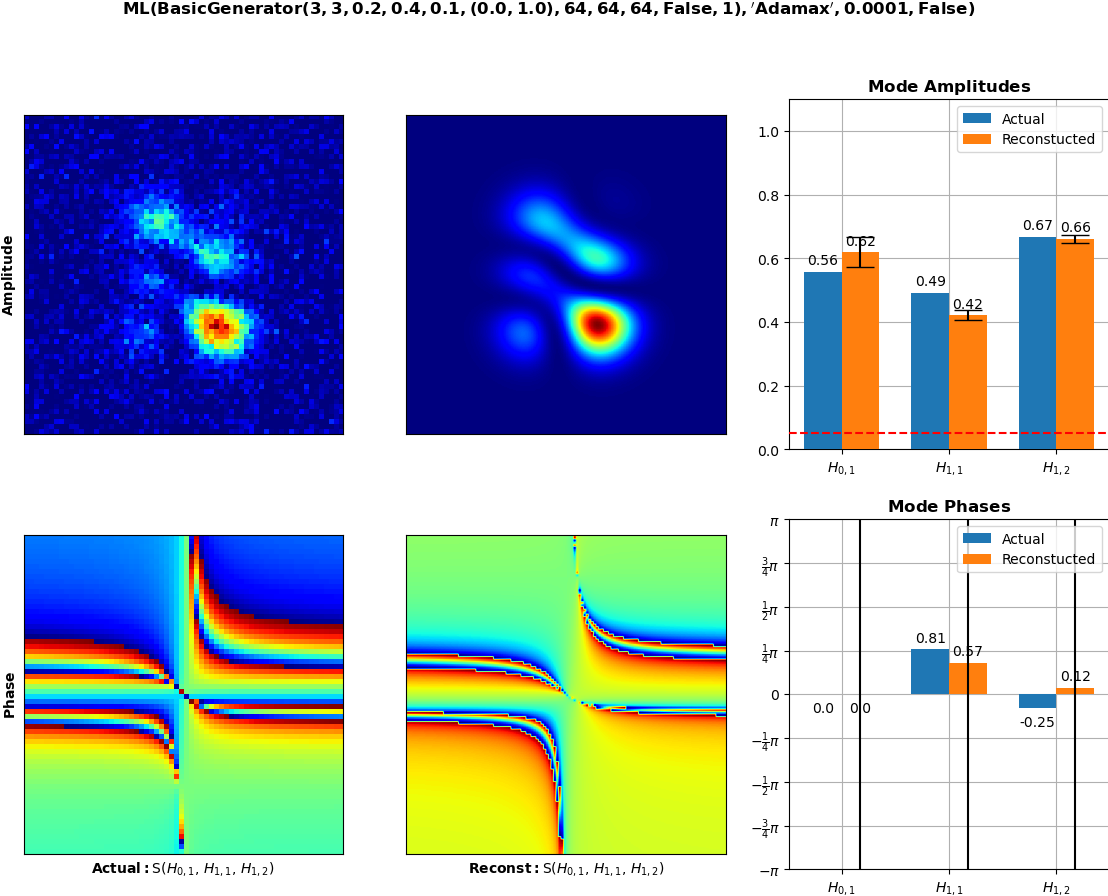 ML(BasicGenerator(3, 3, 0.2, 0.4, 0.1, (0.0, 1.0), 64, 64, 64, False, 1), ′Adamax′, 0.0001, False)
Mode Amplitudes
Amplitude
1.0
0.8
0.6
0.4
0.2
0.0
Actual
Reconstucted
0.56
0.62
0.49
0.42
0.67
0.66
H0,1
H1,1
H1,2
Mode Phases
Phase
π
3/4π
1/2π
1/4π
0
−1/4π
−1/2π
−3/4π
−π
Actual
Reconstucted
0.0
0.0
0.81
0.57
-0.25
0.12
H0,1
H1,1
H1,2
Actual: S(H0,1, H1,1, H1,2)
Reconst: S(H0,1, H1,1, H1,2)